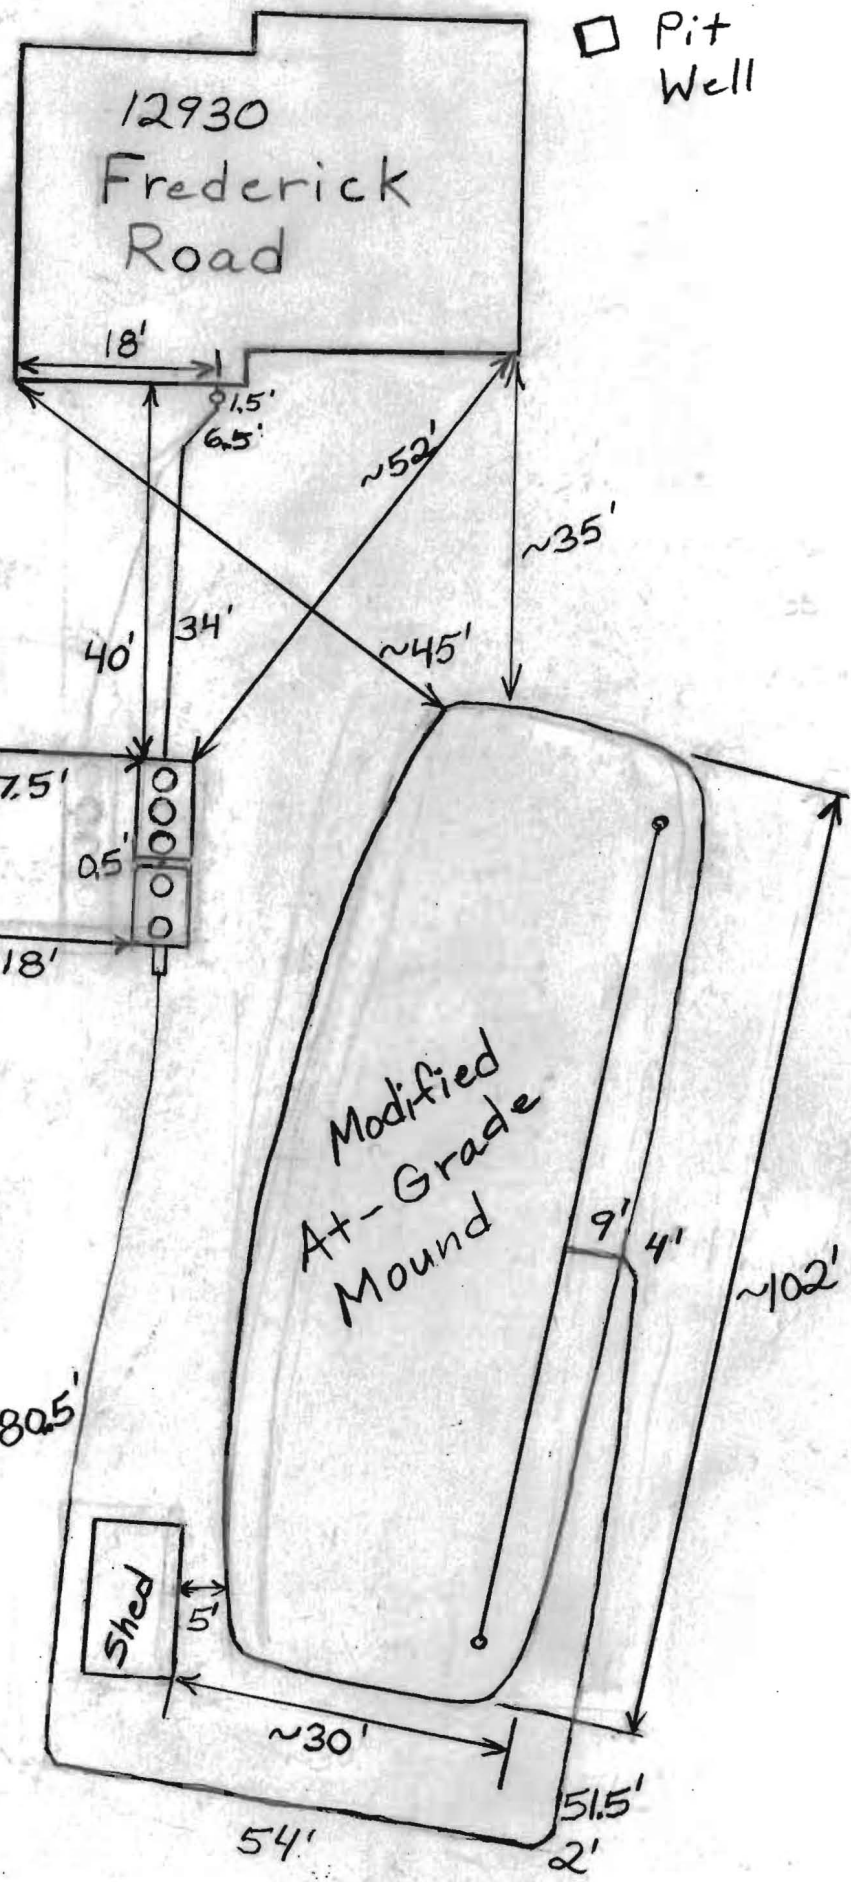 Pit
Well
12930
Frederick
Road
18'
1.5'
6.5'
~52'
~35'
40'
34'
~45'
7.5'
0.5'
18'
Modified
At-Grade
Mound
9'
4'
~102'
80.5'
Shed
5'
~30'
51.5'
54'
2'